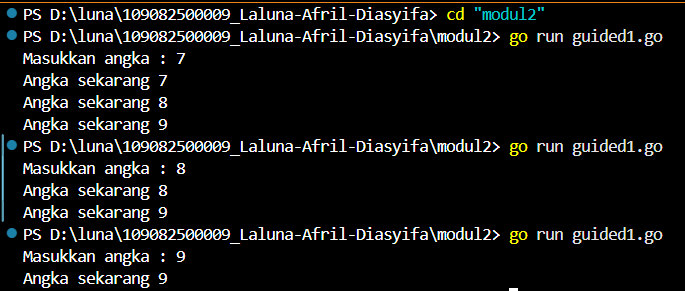 PS D:\luna\109082500009_Laluna-Afril-Diasyifa> cd "modul2"
PS D:\luna\109082500009_Laluna-Afril-Diasyifa\modul2> go run guided1.go
Masukkan angka : 7
Angka sekarang 7
Angka sekarang 8
Angka sekarang 9
PS D:\luna\109082500009_Laluna-Afril-Diasyifa\modul2> go run guided1.go
Masukkan angka : 8
Angka sekarang 8
Angka sekarang 9
PS D:\luna\109082500009_Laluna-Afril-Diasyifa\modul2> go run guided1.go
Masukkan angka : 9
Angka sekarang 9